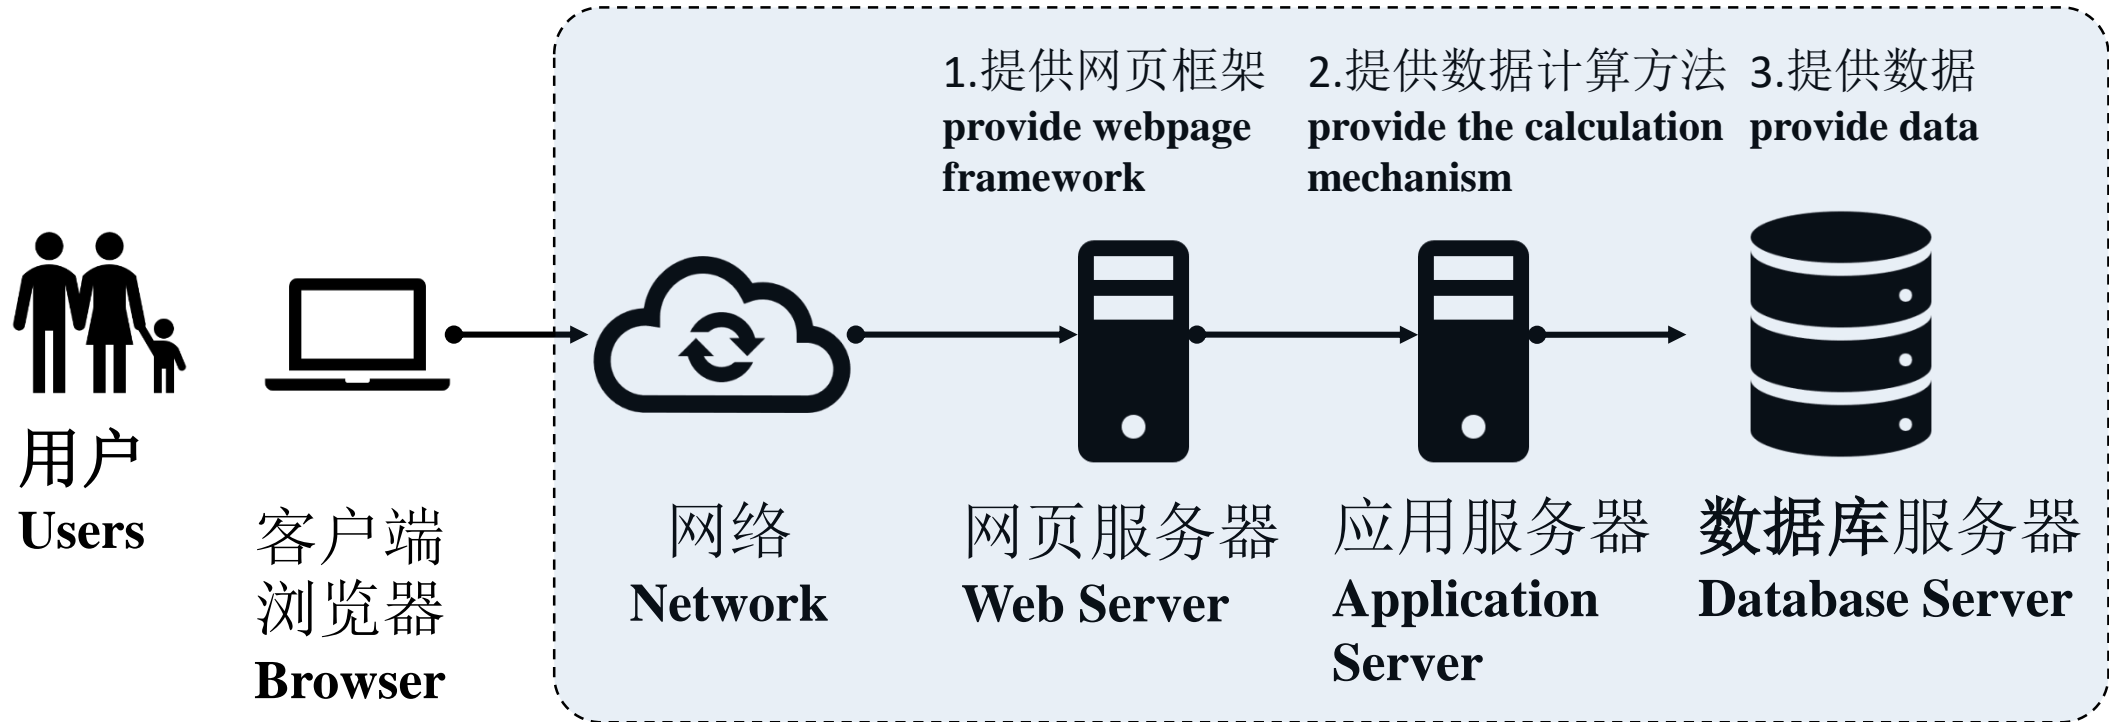 1.提供网页框架
provide webpage
framework
2.提供数据计算方法
provide the calculation
mechanism
3.提供数据
provide data
用户
Users
客户端
浏览器
Browser
网络
Network
网页服务器
Web Server
应用服务器
Application
Server
数据库服务器
Database Server